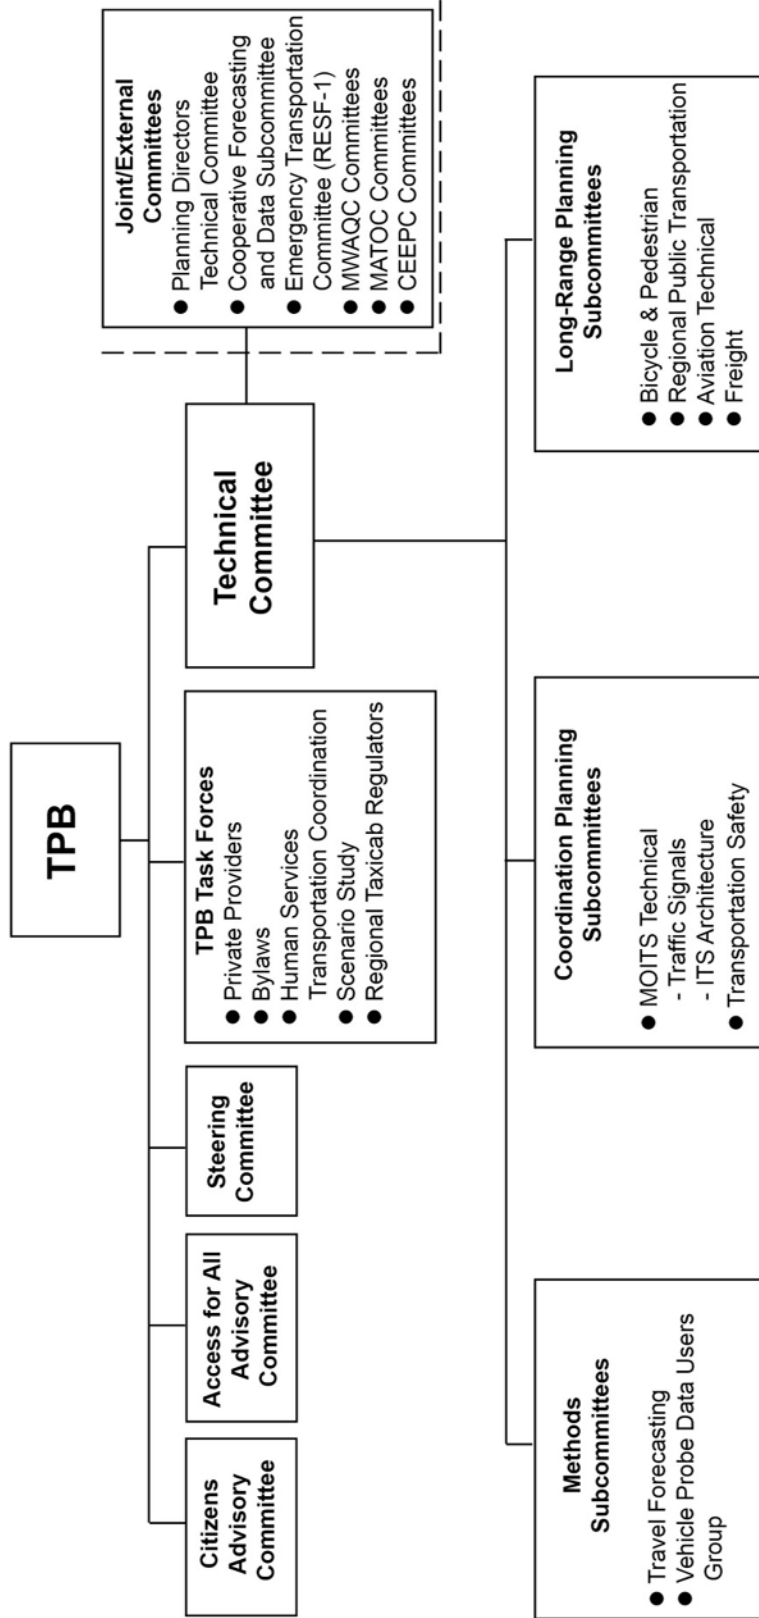 TPB
Citizens
Advisory
Committee
Access for All
Advisory
Committee
Steering
Committee
TPB Task Forces
● Private Providers
● Bylaws
● Human Services
Transportation Coordination
● Scenario Study
● Regional Taxicab Regulators
Technical
Committee
Joint/External
Committees
● Planning Directors
Technical Committee
● Cooperative Forecasting
and Data Subcommittee
● Emergency Transportation
Committee (RESF-1)
● MWAQC Committees
● MATOC Committees
● CEEPC Committees
Methods
Subcommittees
● Travel Forecasting
● Vehicle Probe Data Users
Group
Coordination Planning
Subcommittees
● MOITS Technical
- Traffic Signals
- ITS Architecture
● Transportation Safety
Long-Range Planning
Subcommittees
● Bicycle & Pedestrian
● Regional Public Transportation
● Aviation Technical
● Freight